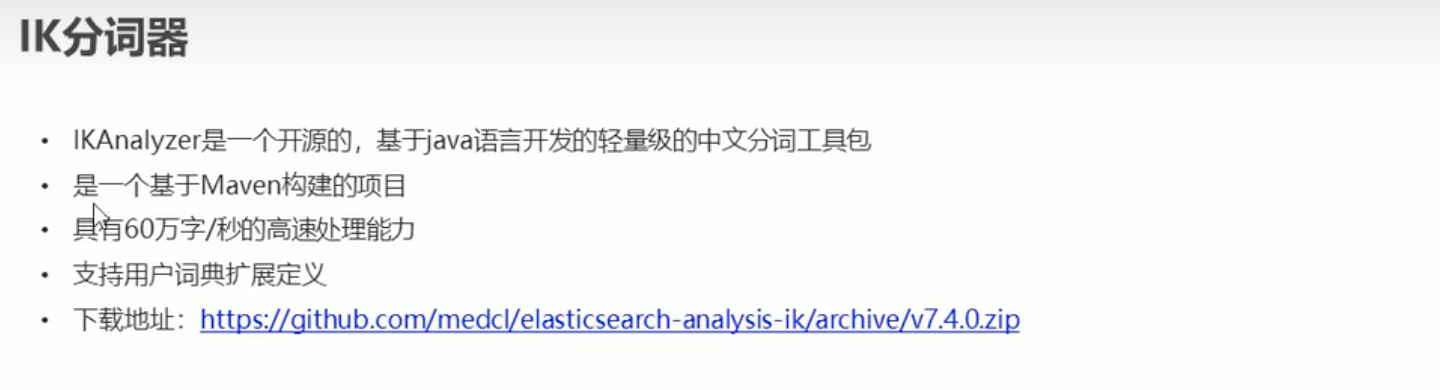 IK分词器
• IKAnalyzer是一个开源的，基于java语言开发的轻量级的中文分词工具包
• 是一个基于Maven构建的项目
• 具有60万字/秒的高速处理能力
• 支持用户词典扩展定义
• 下载地址：https://github.com/medcl/elasticsearch-analysis-ik/archive/v7.4.0.zip